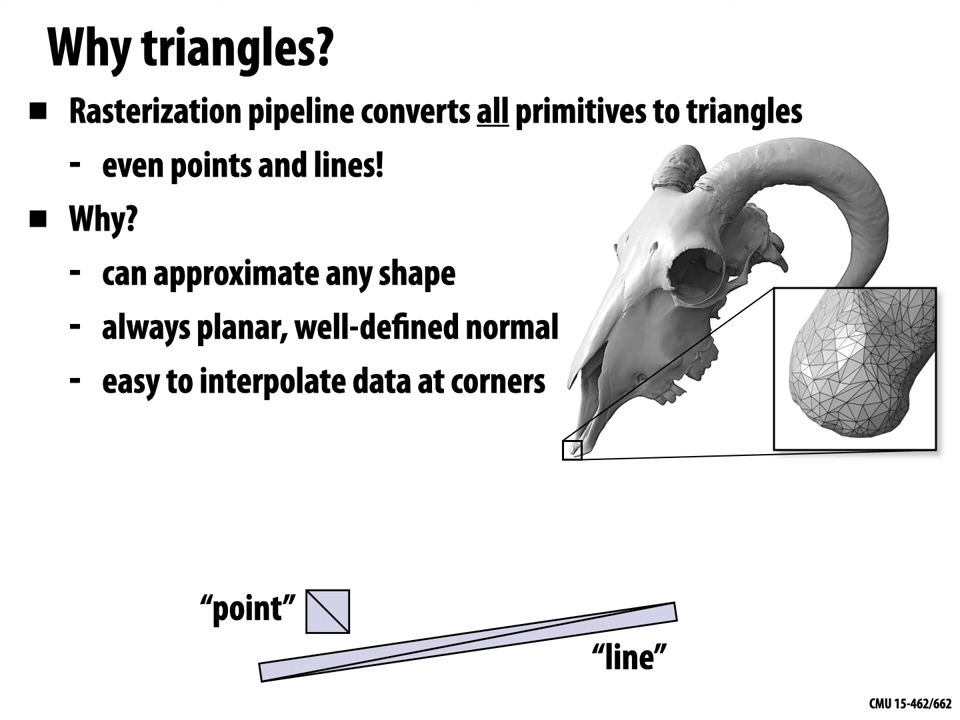 Why triangles?
■ Rasterization pipeline converts all primitives to triangles
- even points and lines!
■ Why?
- can approximate any shape
- always planar, well-defined normal
- easy to interpolate data at corners
“point”
“line”
CMU 15-462/662